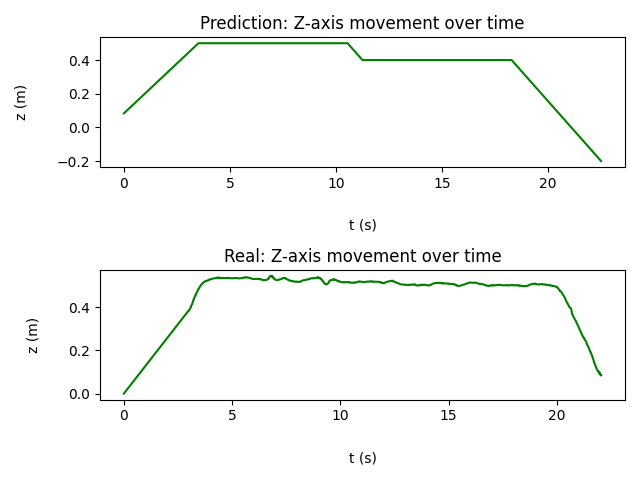 Prediction: Z-axis movement over time
0.4
0.2
0.0
−0.2
z (m)
0 5 10 15 20
t (s)
Real: Z-axis movement over time
0.4
0.2
0.0
z (m)
0 5 10 15 20
t (s)